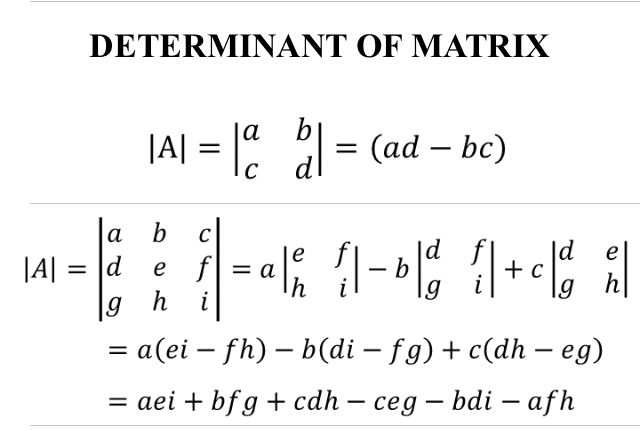 DETERMINANT OF MATRIX
|A| = |a b| = (ad − bc)
|c d|
|a b c|
|A| = |d e f| = a |e f| − b |d f| + c |d e|
|g h i| |h i| |g i| |g h|
= a(ei − fh) − b(di − fg) + c(dh − eg)
= aei + bfg + cdh − ceg − bdi − afh